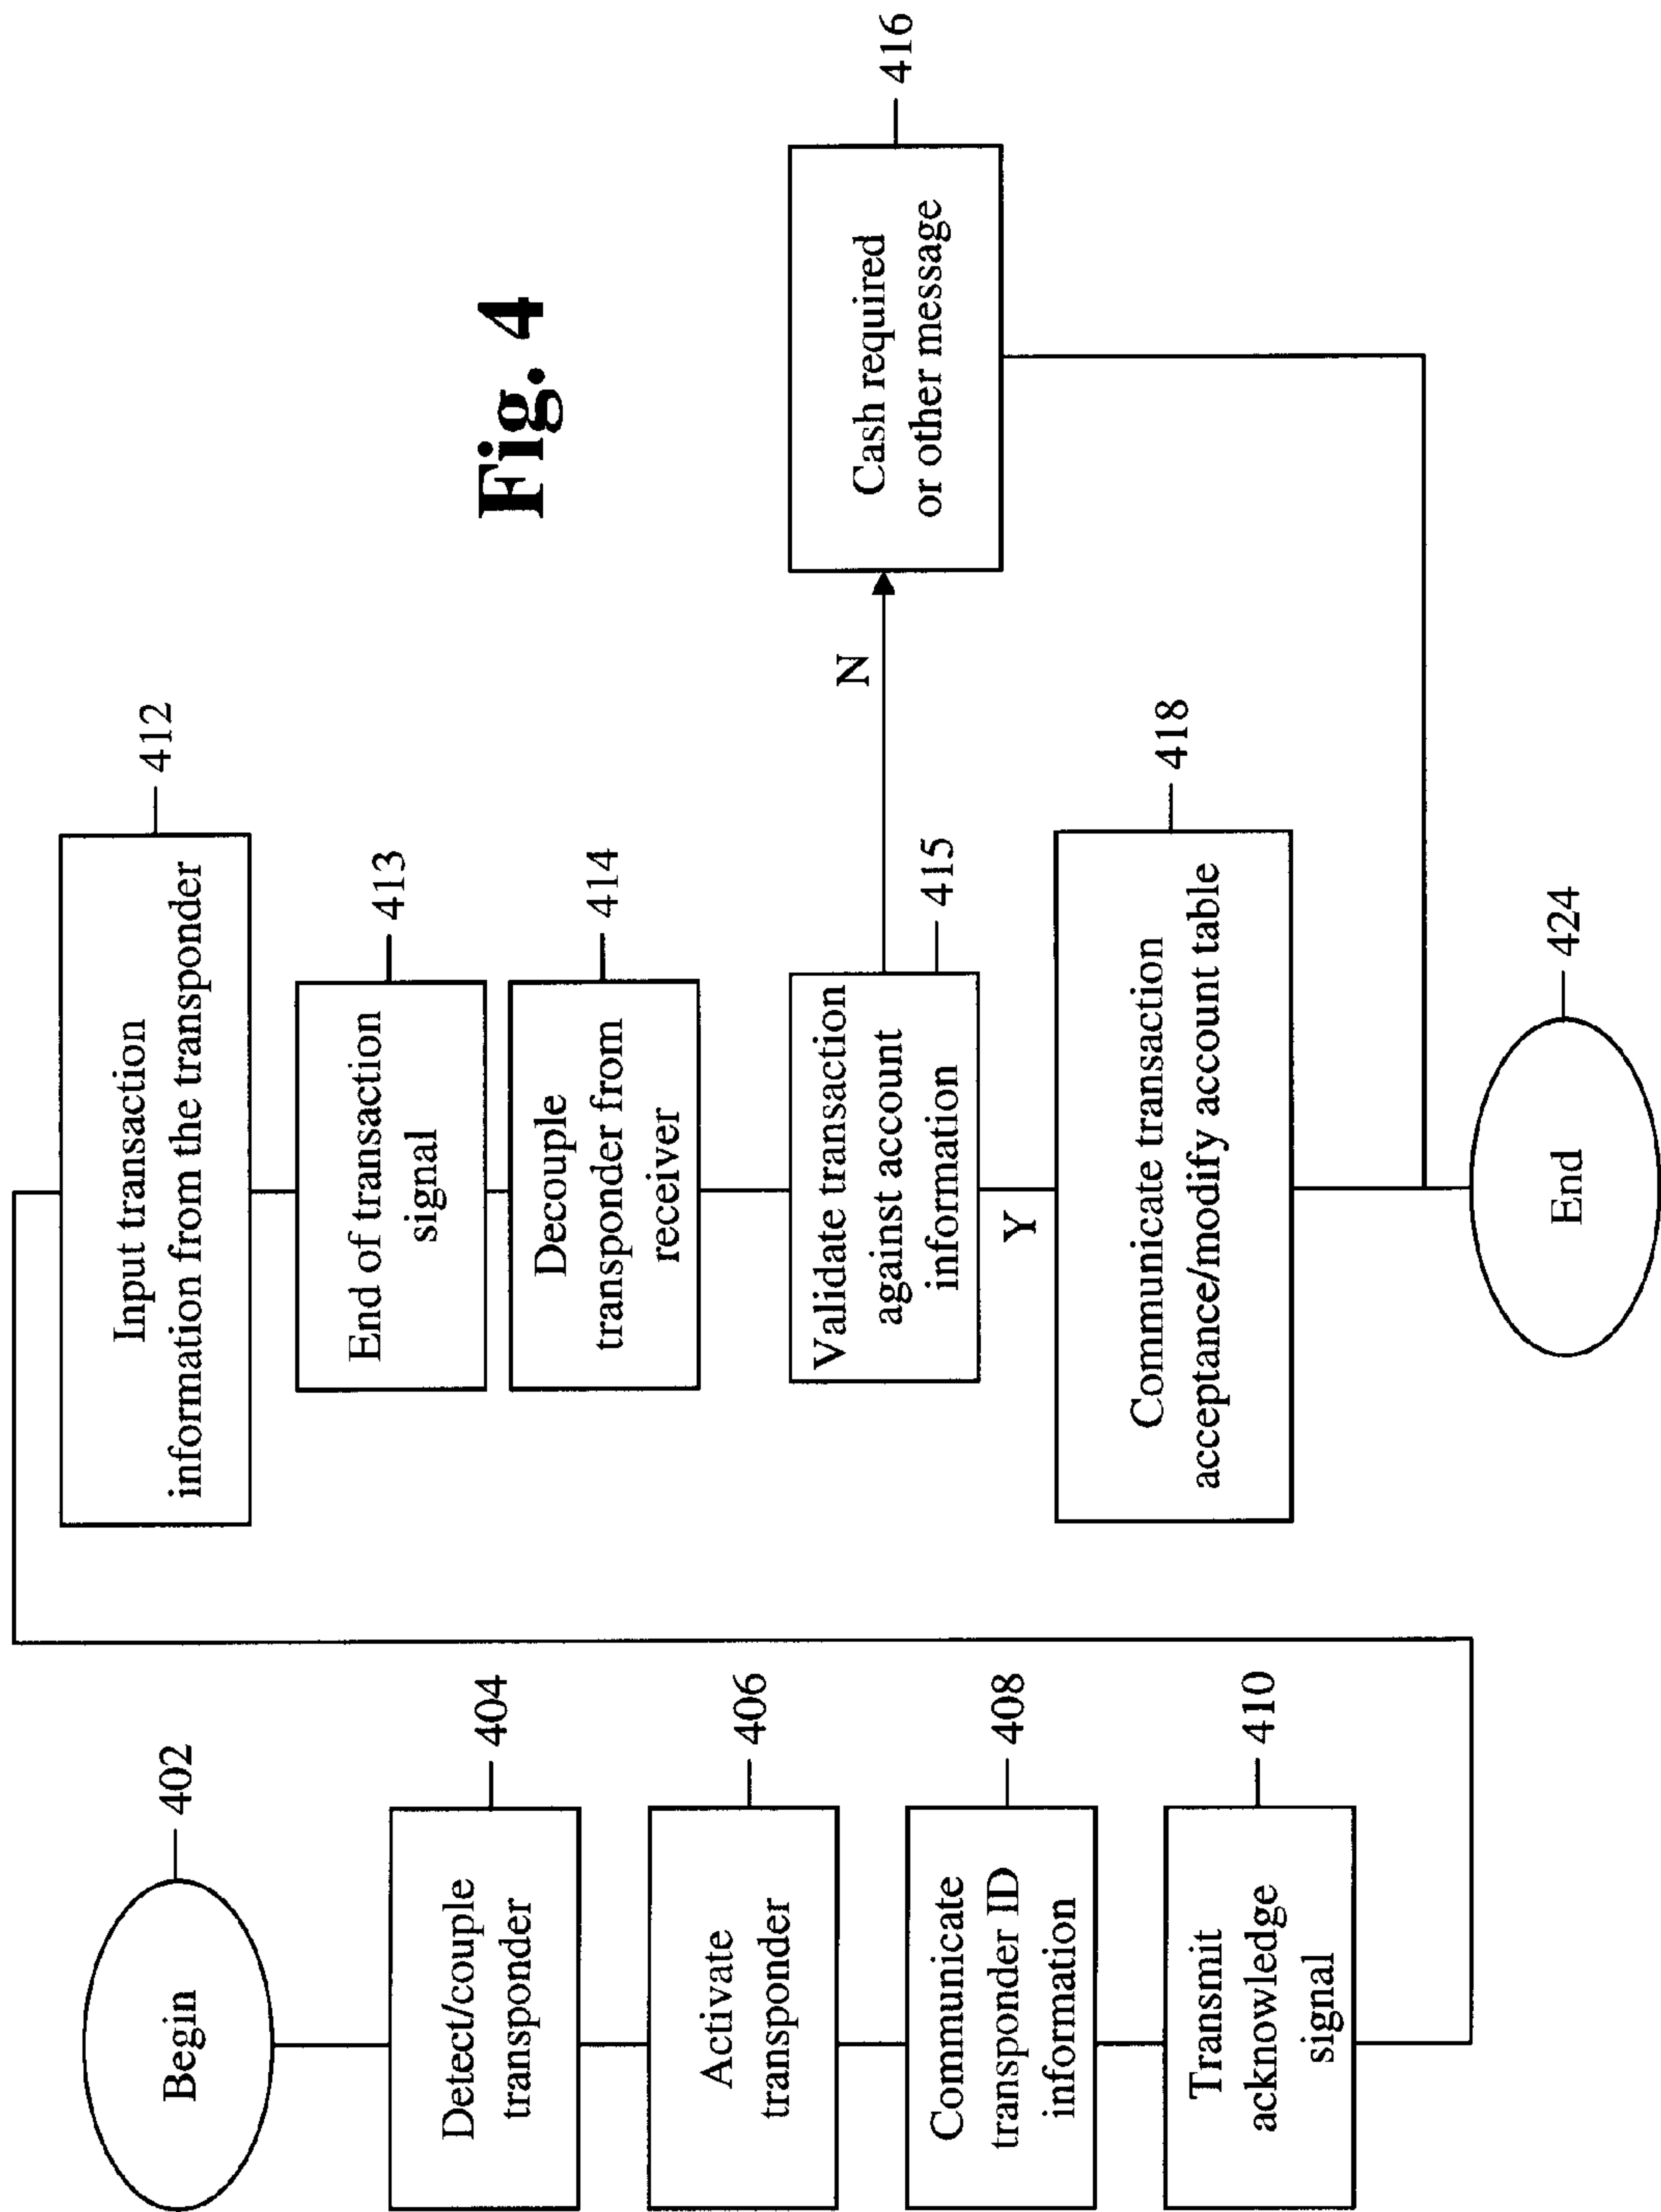 Begin
402
Detect/couple
transponder
404
Activate
transponder
406
Communicate
transponder ID
information
408
Transmit
acknowledge
signal
410
Input transaction
information from the transponder
412
End of transaction
signal
413
Decouple
transponder from
receiver
414
Validate transaction
against account
information
415
N
Cash required
or other message
416
Y
Communicate transaction
acceptance/modify account table
418
End
424
Fig. 4